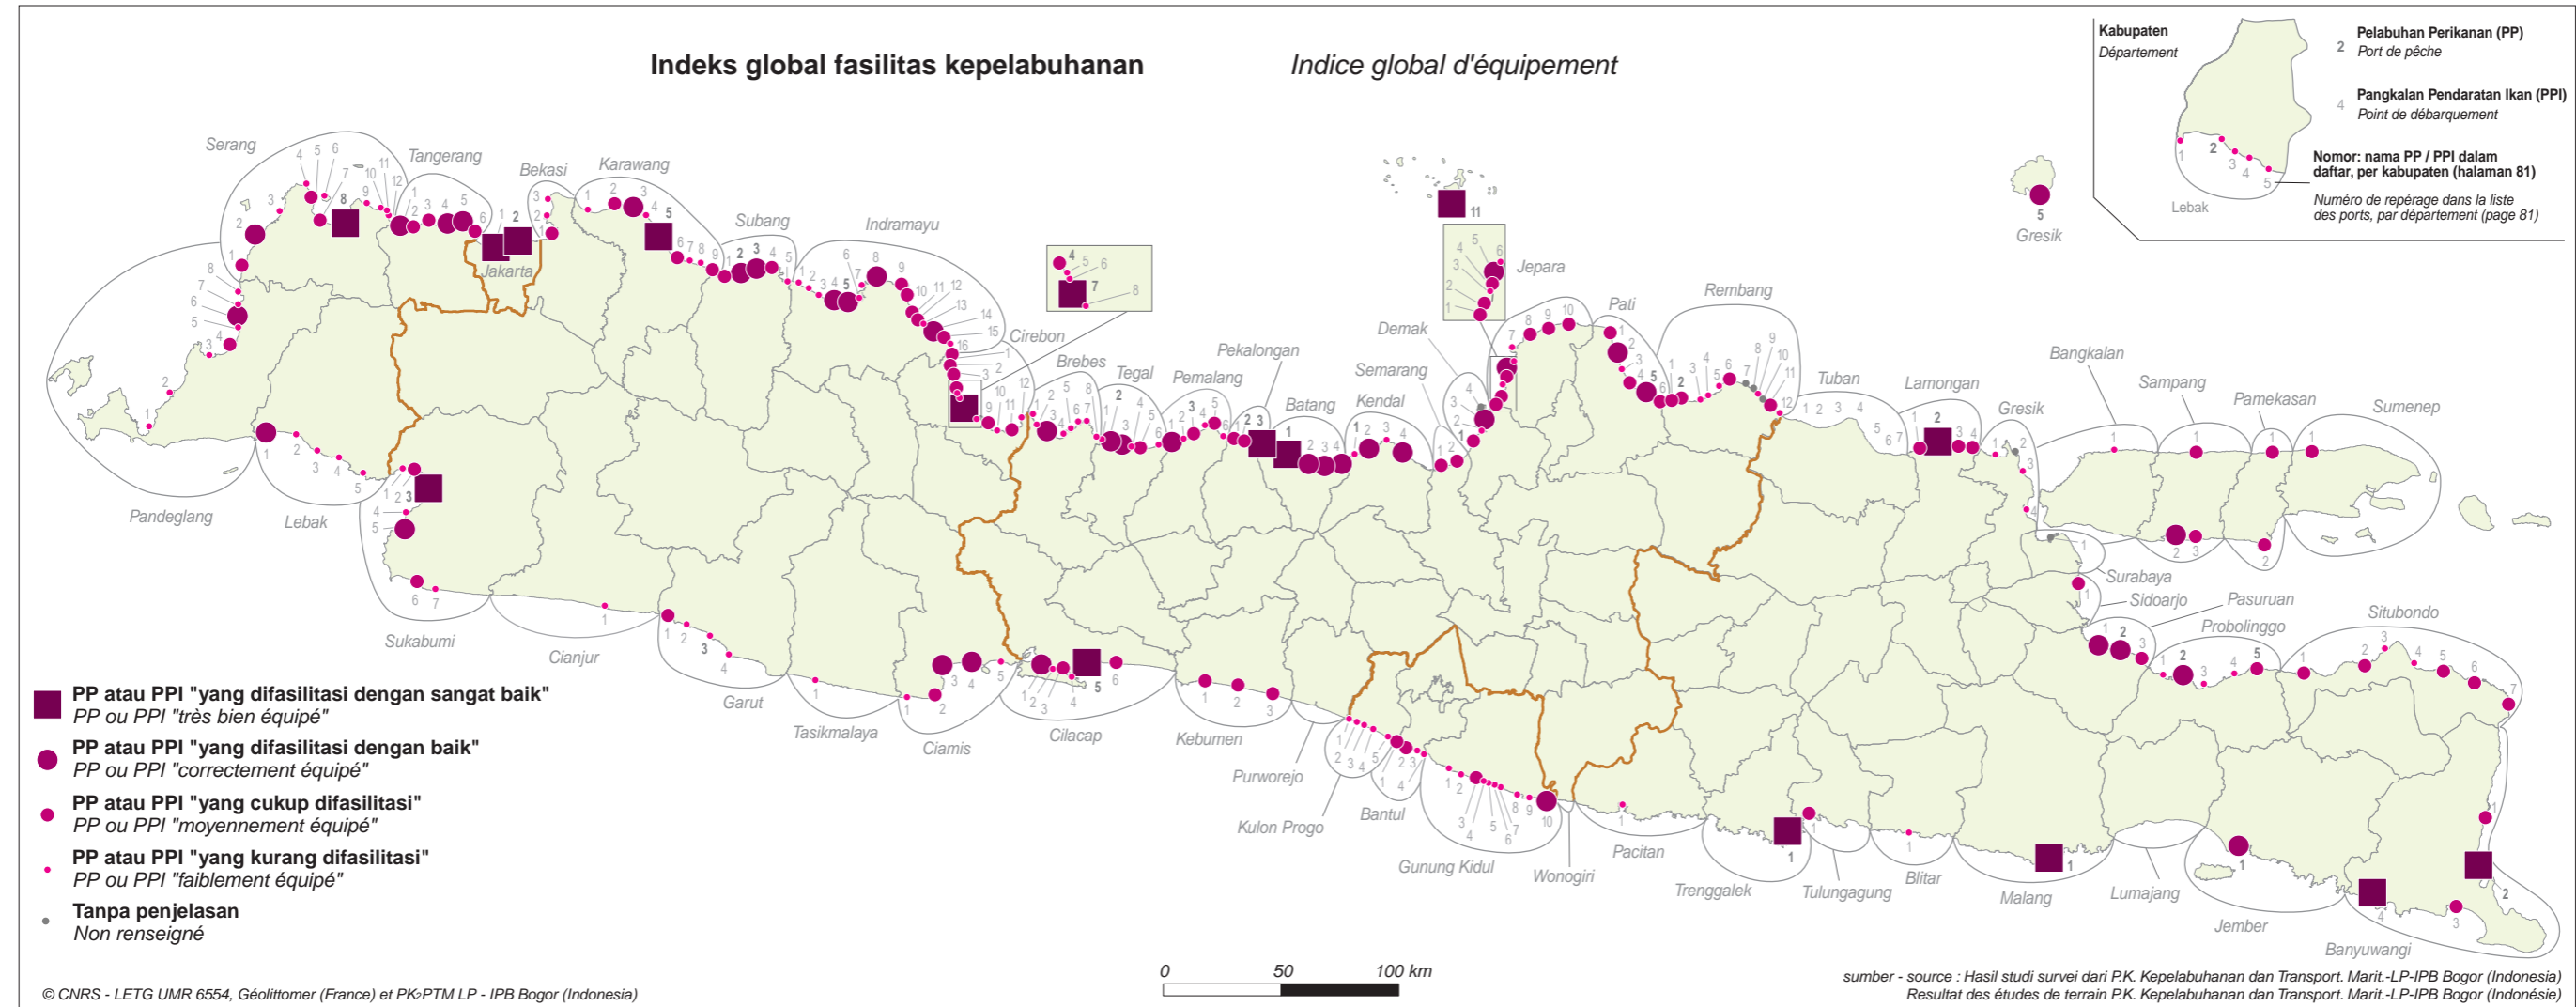 Indeks global fasilitas kepelabuhanan
Indice global d'équipement
Kabupaten
Département
2 Pelabuhan Perikanan (PP)
Port de pêche
4 Pangkalan Pendaratan Ikan (PPI)
Point de débarquement
Nomor: nama PP / PPI dalam
daftar, per kabupaten (halaman 81)
Numéro de repérage dans la liste
des ports, par département (page 81)
1 2 3 4 5
Lebak
Serang
Tangerang
Bekasi
Karawang
Subang
Indramayu
Jakarta
Cirebon
Brebes
Tegal
Pemalang
Pekalongan
Batang
Kendal
Semarang
Demak
Jepara
Pati
Rembang
Tuban
Lamongan
Gresik
5
Gresik
Bangkalan
Sampang
Pamekasan
Sumenep
Surabaya
Sidoarjo
Pasuruan
Probolinggo
Situbondo
Pandeglang
Lebak
Sukabumi
Cianjur
Garut
Tasikmalaya
Ciamis
Cilacap
Kebumen
Purworejo
Kulon Progo
Bantul
Gunung Kidul
Wonogiri
Pacitan
Trenggalek
Tulungagung
Blitar
Malang
Lumajang
Jember
Banyuwangi
PP atau PPI "yang difasilitasi dengan sangat baik"
PP ou PPI "très bien équipé"
PP atau PPI "yang difasilitasi dengan baik"
PP ou PPI "correctement équipé"
PP atau PPI "yang cukup difasilitasi"
PP ou PPI "moyennement équipé"
PP atau PPI "yang kurang difasilitasi"
PP ou PPI "faiblement équipé"
Tanpa penjelasan
Non renseigné
0 50 100 km
© CNRS - LETG UMR 6554, Géolittomer (France) et PK2PTM LP - IPB Bogor (Indonesia)
sumber - source : Hasil studi survei dari P.K. Kepelabuhanan dan Transport. Marit.-LP-IPB Bogor (Indonesia)
Resultat des études de terrain P.K. Kepelabuhanan dan Transport. Marit.-LP-IPB Bogor (Indonésie)